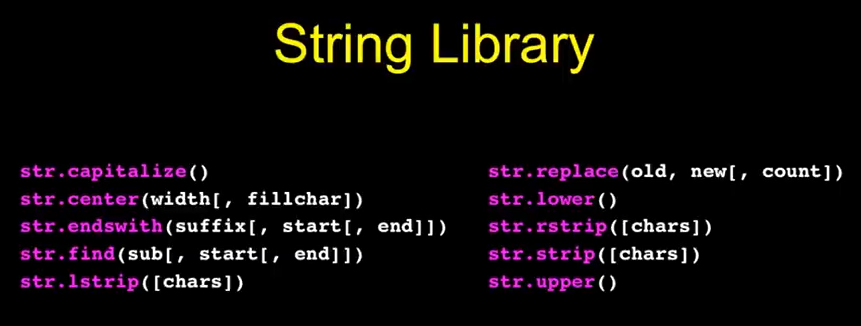 String Library
str.capitalize()
str.center(width[, fillchar])
str.endswith(suffix[, start[, end]])
str.find(sub[, start[, end]])
str.lstrip([chars])
str.replace(old, new[, count])
str.lower()
str.rstrip([chars])
str.strip([chars])
str.upper()